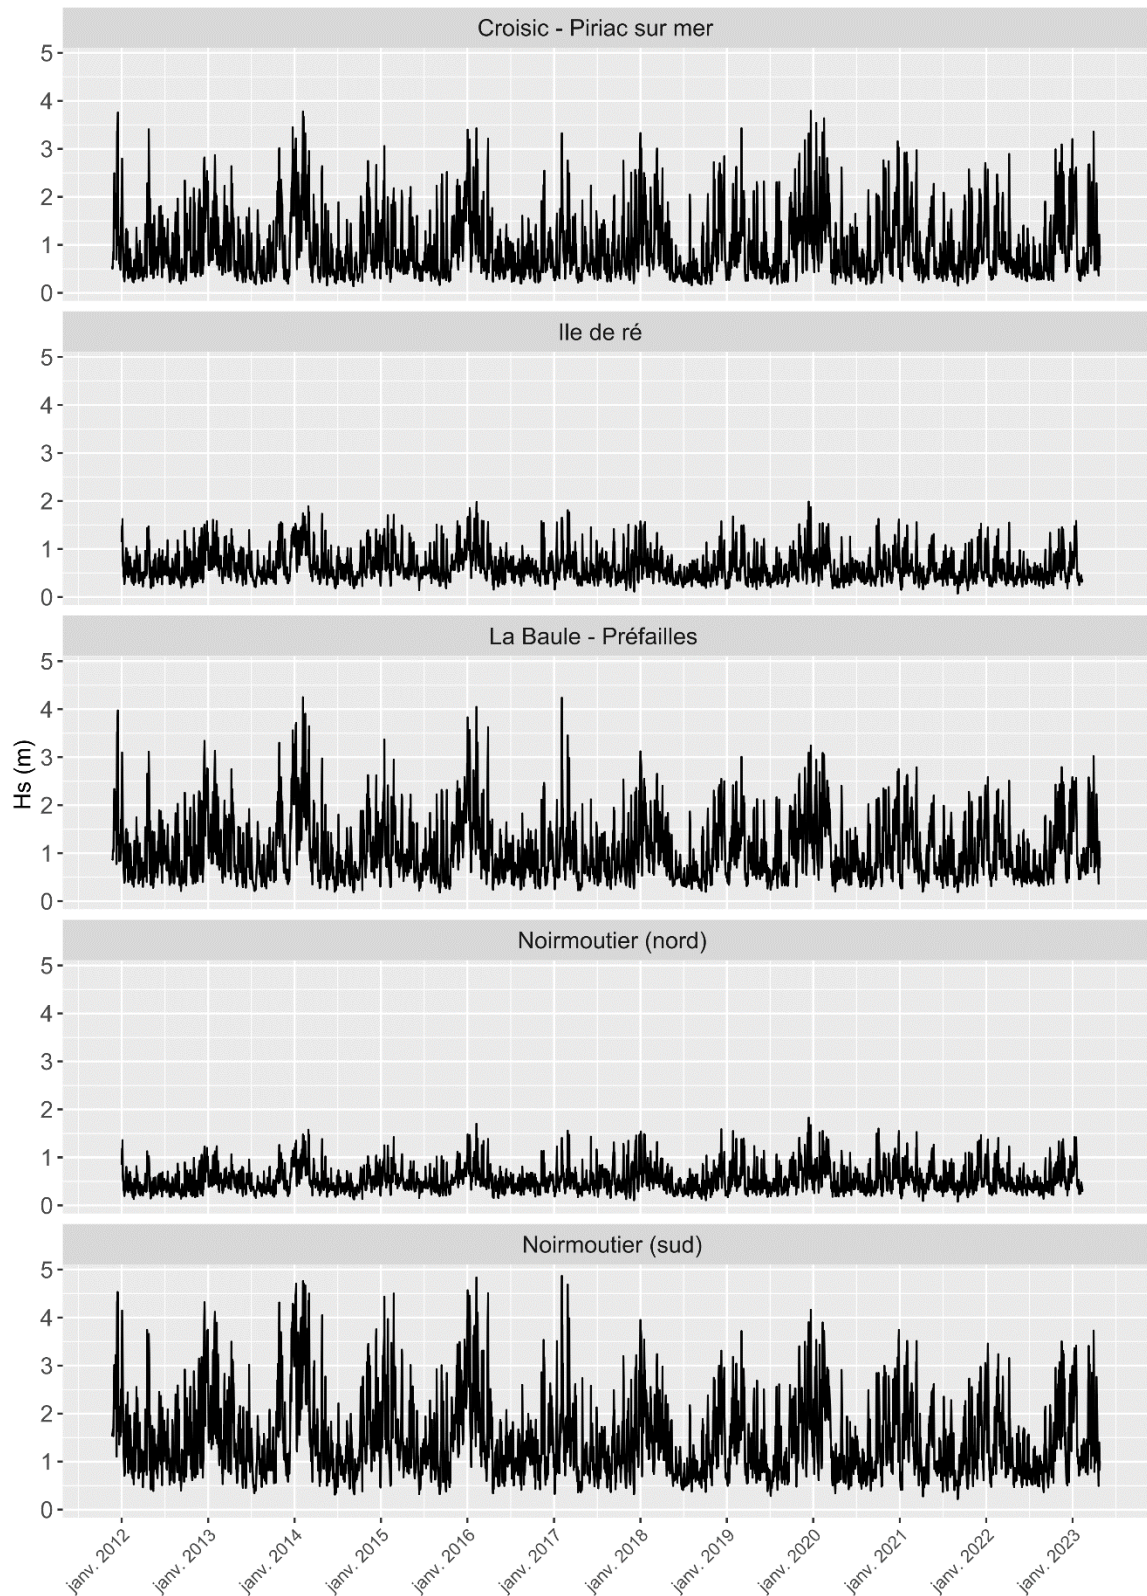 Croisic - Piriac sur mer
5
4
3
2
1
0
Ile de ré
5
4
3
2
1
0
La Baule - Préfailles
5
4
3
2
1
0
Hs (m)
Noirmoutier (nord)
5
4
3
2
1
0
Noirmoutier (sud)
5
4
3
2
1
0
janv. 2012
janv. 2013
janv. 2014
janv. 2015
janv. 2016
janv. 2017
janv. 2018
janv. 2019
janv. 2020
janv. 2021
janv. 2022
janv. 2023